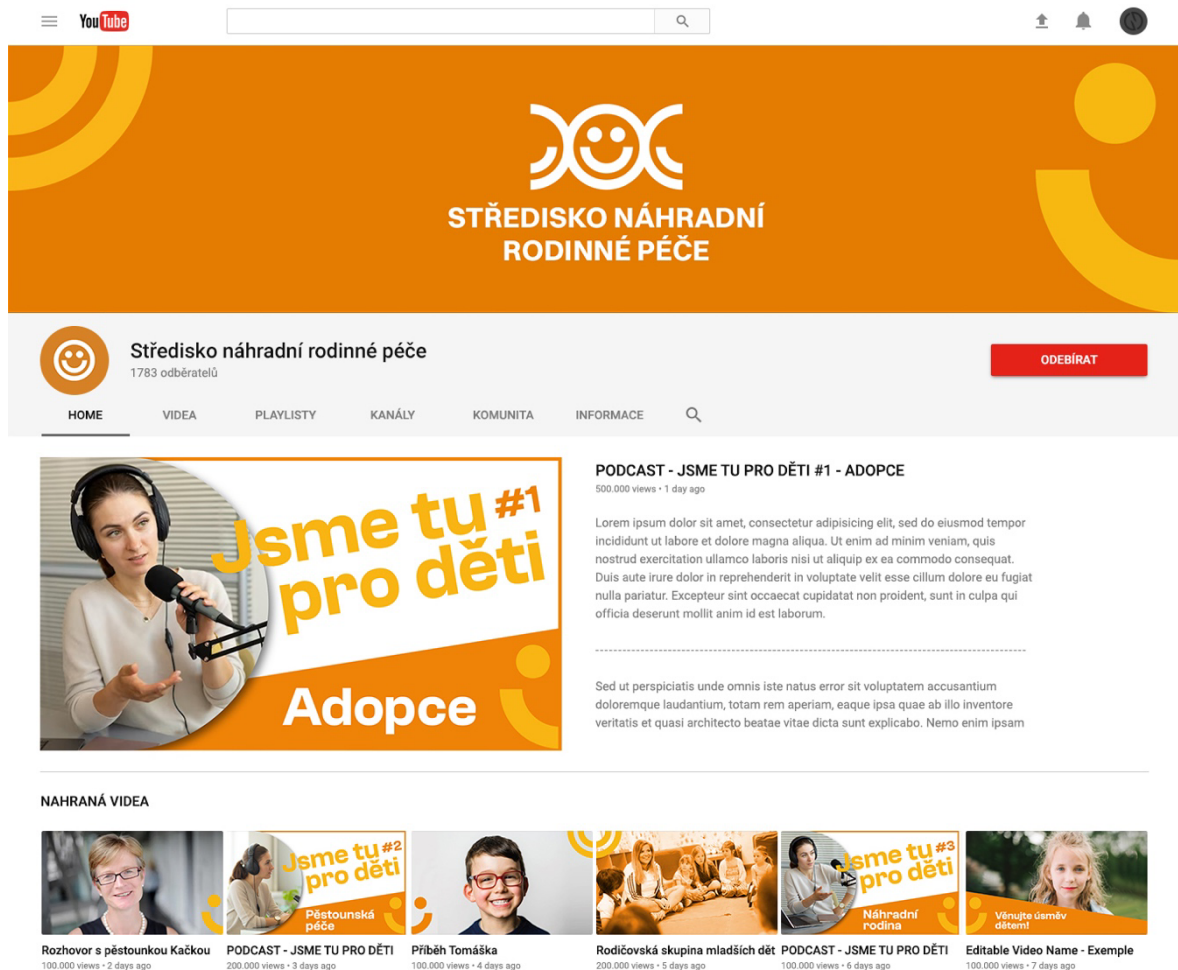 YouTube
STŘEDISKO NÁHRADNÍ
RODINNÉ PÉČE
Středisko náhradní rodinné péče
1783 odběratelů
ODEBÍRAT
HOME VIDEA PLAYLISTY KANÁLY KOMUNITA INFORMACE
Jsme tu #1
pro děti
Adopce
PODCAST - JSME TU PRO DĚTI #1 - ADOPCE
500.000 views • 1 day ago
Lorem ipsum dolor sit amet, consectetur adipisicing elit, sed do eiusmod tempor
incididunt ut labore et dolore magna aliqua. Ut enim ad minim veniam, quis
nostrud exercitation ullamco laboris nisi ut aliquip ex ea commodo consequat.
Duis aute irure dolor in reprehenderit in voluptate velit esse cillum dolore eu fugiat
nulla pariatur. Excepteur sint occaecat cupidatat non proident, sunt in culpa qui
officia deserunt mollit anim id est laborum.
Sed ut perspiciatis unde omnis iste natus error sit voluptatem accusantium
doloremque laudantium, totam rem aperiam, eaque ipsa quae ab illo inventore
veritatis et quasi architecto beatae vitae dicta sunt explicabo. Nemo enim ipsam
NAHRANÁ VIDEA
Rozhovor s pěstounkou Kačkou
100.000 views • 2 days ago
Jsme tu #2
pro děti
Pěstounská
péče
PODCAST - JSME TU PRO DĚTI
200.000 views • 3 days ago
Příběh Tomáška
100.000 views • 4 days ago
Rodičovská skupina mladších dět
200.000 views • 5 days ago
Jsme tu #3
pro děti
Náhradní
rodina
PODCAST - JSME TU PRO DĚTI
100.000 views • 6 days ago
Věnujte úsměv
dětem!
Editable Video Name - Exemple
100.000 views • 7 days ago